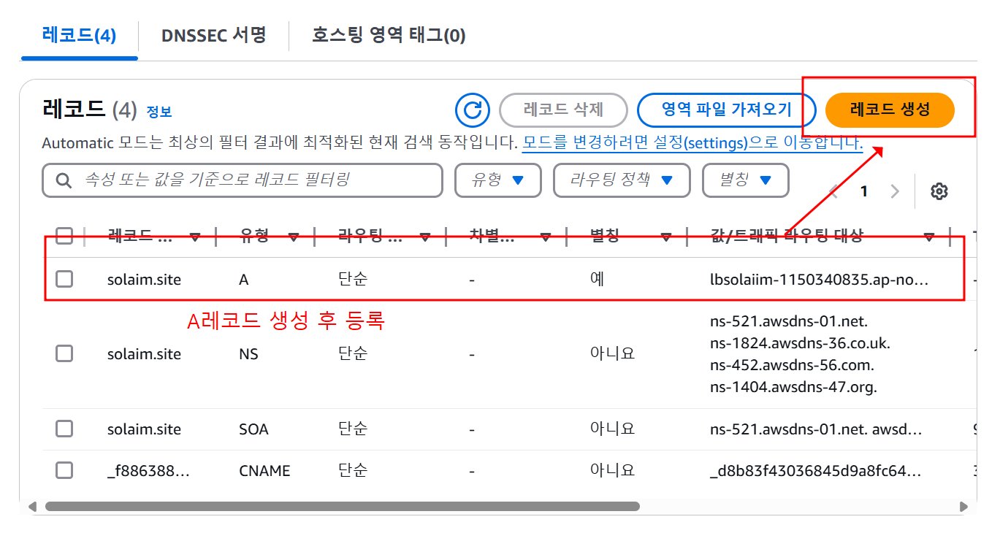 레코드(4) DNSSEC 서명 호스팅 영역 태그(0)
레코드 (4) 정보 레코드 삭제 영역 파일 가져오기 레코드 생성
Automatic 모드는 최상의 필터 결과에 최적화된 현재 검색 동작입니다. 모드를 변경하려면 설정(settings)으로 이동합니다.
속성 또는 값을 기준으로 레코드 필터링 유형 라우팅 정책 별칭 1
레코드 ... 유형 라우팅 ... 차별... 별칭 값/트래픽 라우팅 대상
solaim.site A 단순 - 예 lbsolaiim-1150340835.ap-no... -
A레코드 생성 후 등록
ns-521.awsdns-01.net.
ns-1824.awsdns-36.co.uk.
solaim.site NS 단순 - 아니요
ns-452.awsdns-56.com.
ns-1404.awsdns-47.org.
solaim.site SOA 단순 - 아니요 ns-521.awsdns-01.net. awsd...
_f886388... CNAME 단순 - 아니요 _d8b83f43036845d9a8fc64...